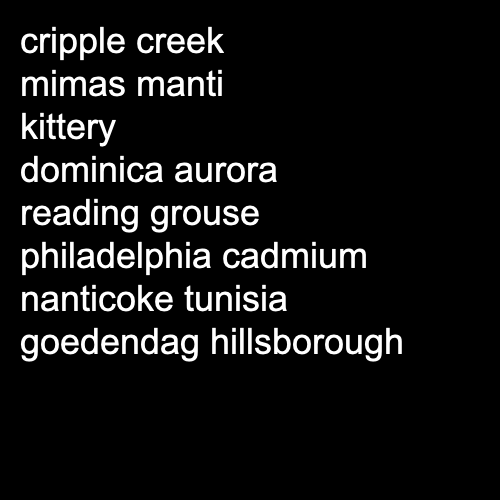 cripple creek
mimas manti
kittery
dominica aurora
reading grouse
philadelphia cadmium
nanticoke tunisia
goedendag hillsborough